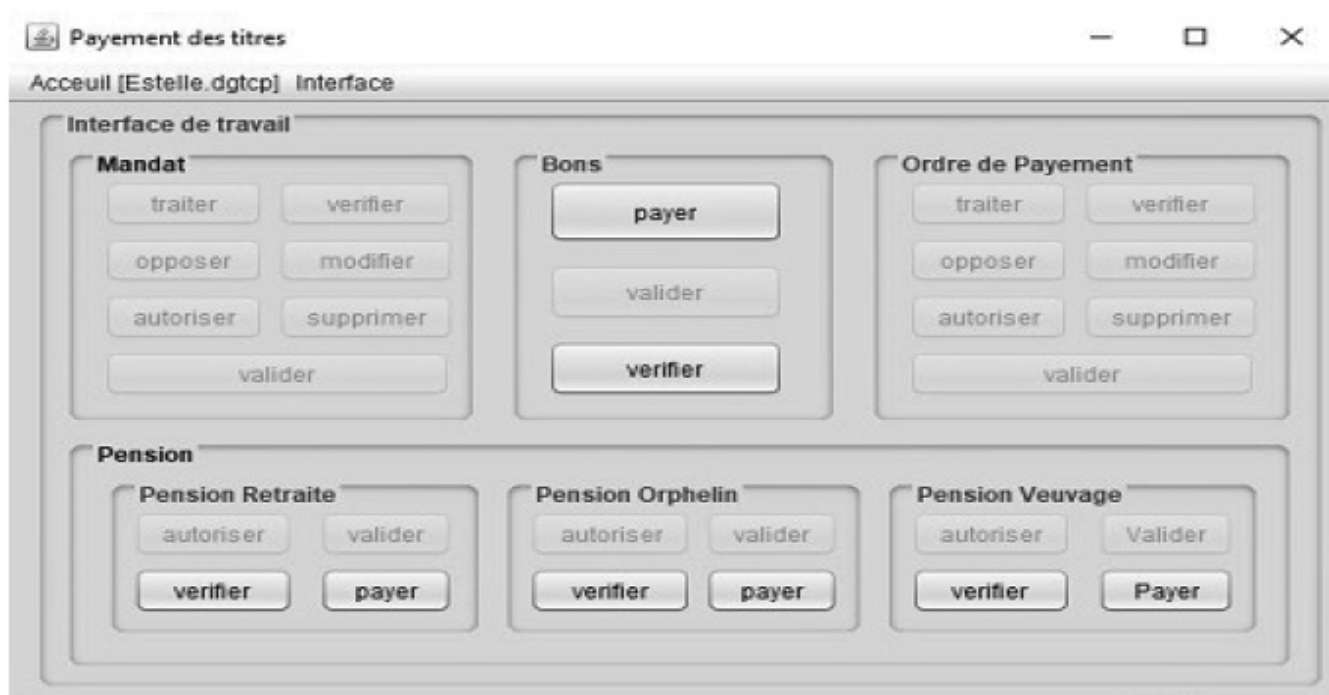 Payement des titres
Acceuil [Estelle.dgtcp] Interface
Interface de travail
Mandat
traiter verifier
opposer modifier
autoriser supprimer
valider
Bons
payer
valider
verifier
Ordre de Payement
traiter verifier
opposer modifier
autoriser supprimer
valider
Pension
Pension Retraite
autoriser valider
verifier payer
Pension Orphelin
autoriser valider
verifier payer
Pension Veuvage
autoriser Valider
verifier Payer